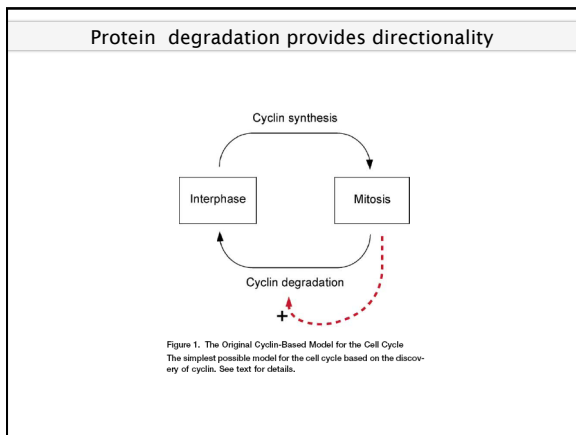 Protein  degradation provides directionality
Cyclin synthesis
Interphase
Mitosis
Cyclin degradation
+
Figure 1. The Original Cyclin-Based Model for the Cell Cycle
The simplest possible model for the cell cycle based on the discov-
ery of cyclin. See text for details.